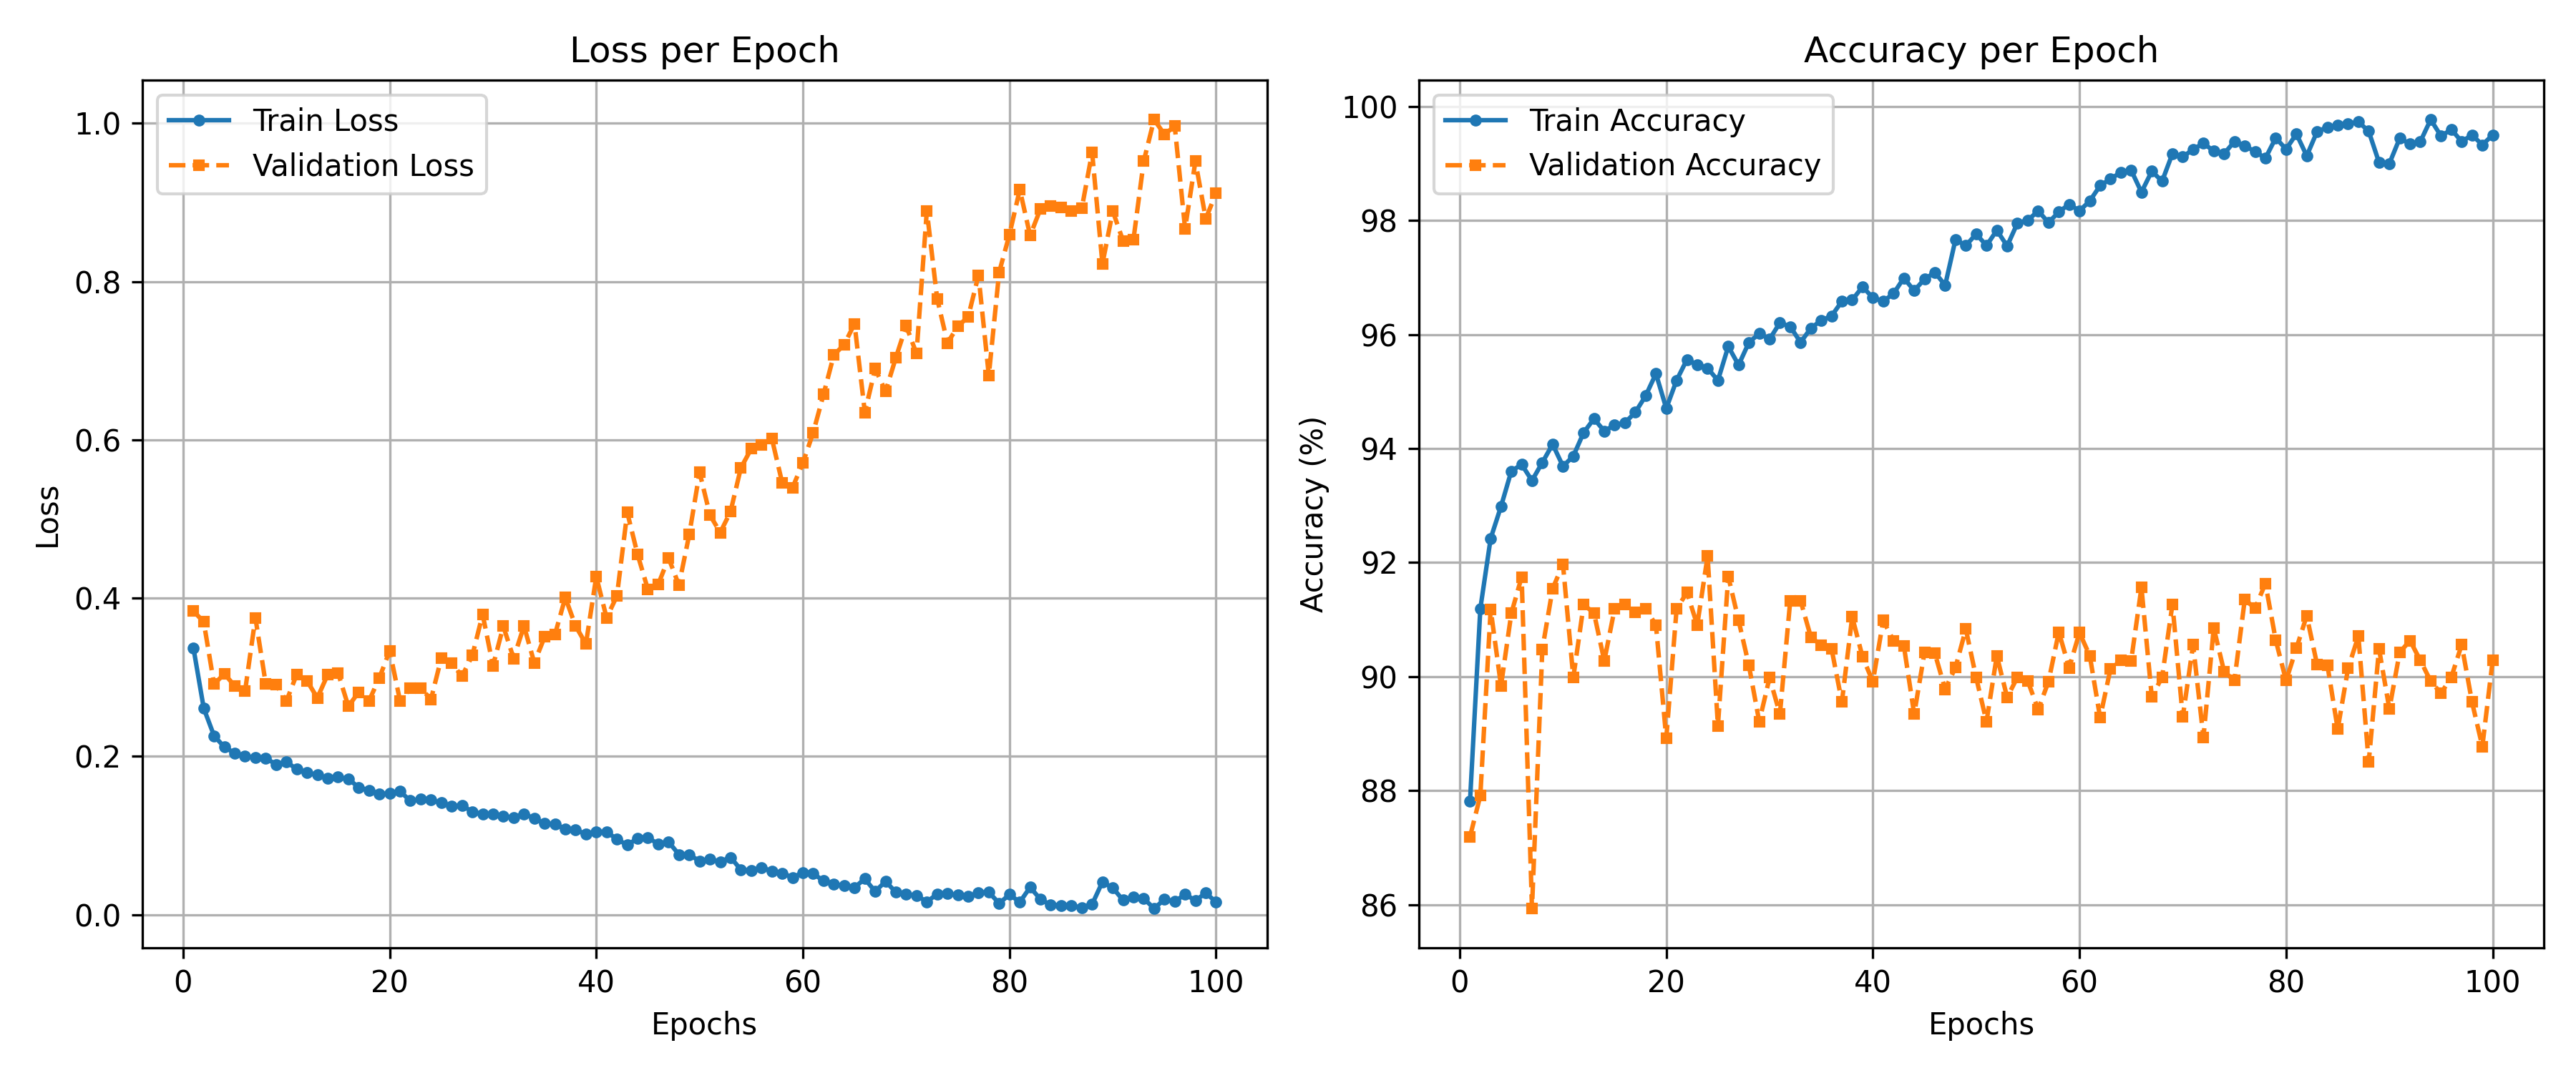 Loss per Epoch
Train Loss
Validation Loss
1.0
0.8
0.6
0.4
0.2
0.0
Loss
0
20
40
60
80
100
Epochs
Accuracy per Epoch
Train Accuracy
Validation Accuracy
100
98
96
94
92
90
88
86
Accuracy (%)
0
20
40
60
80
100
Epochs